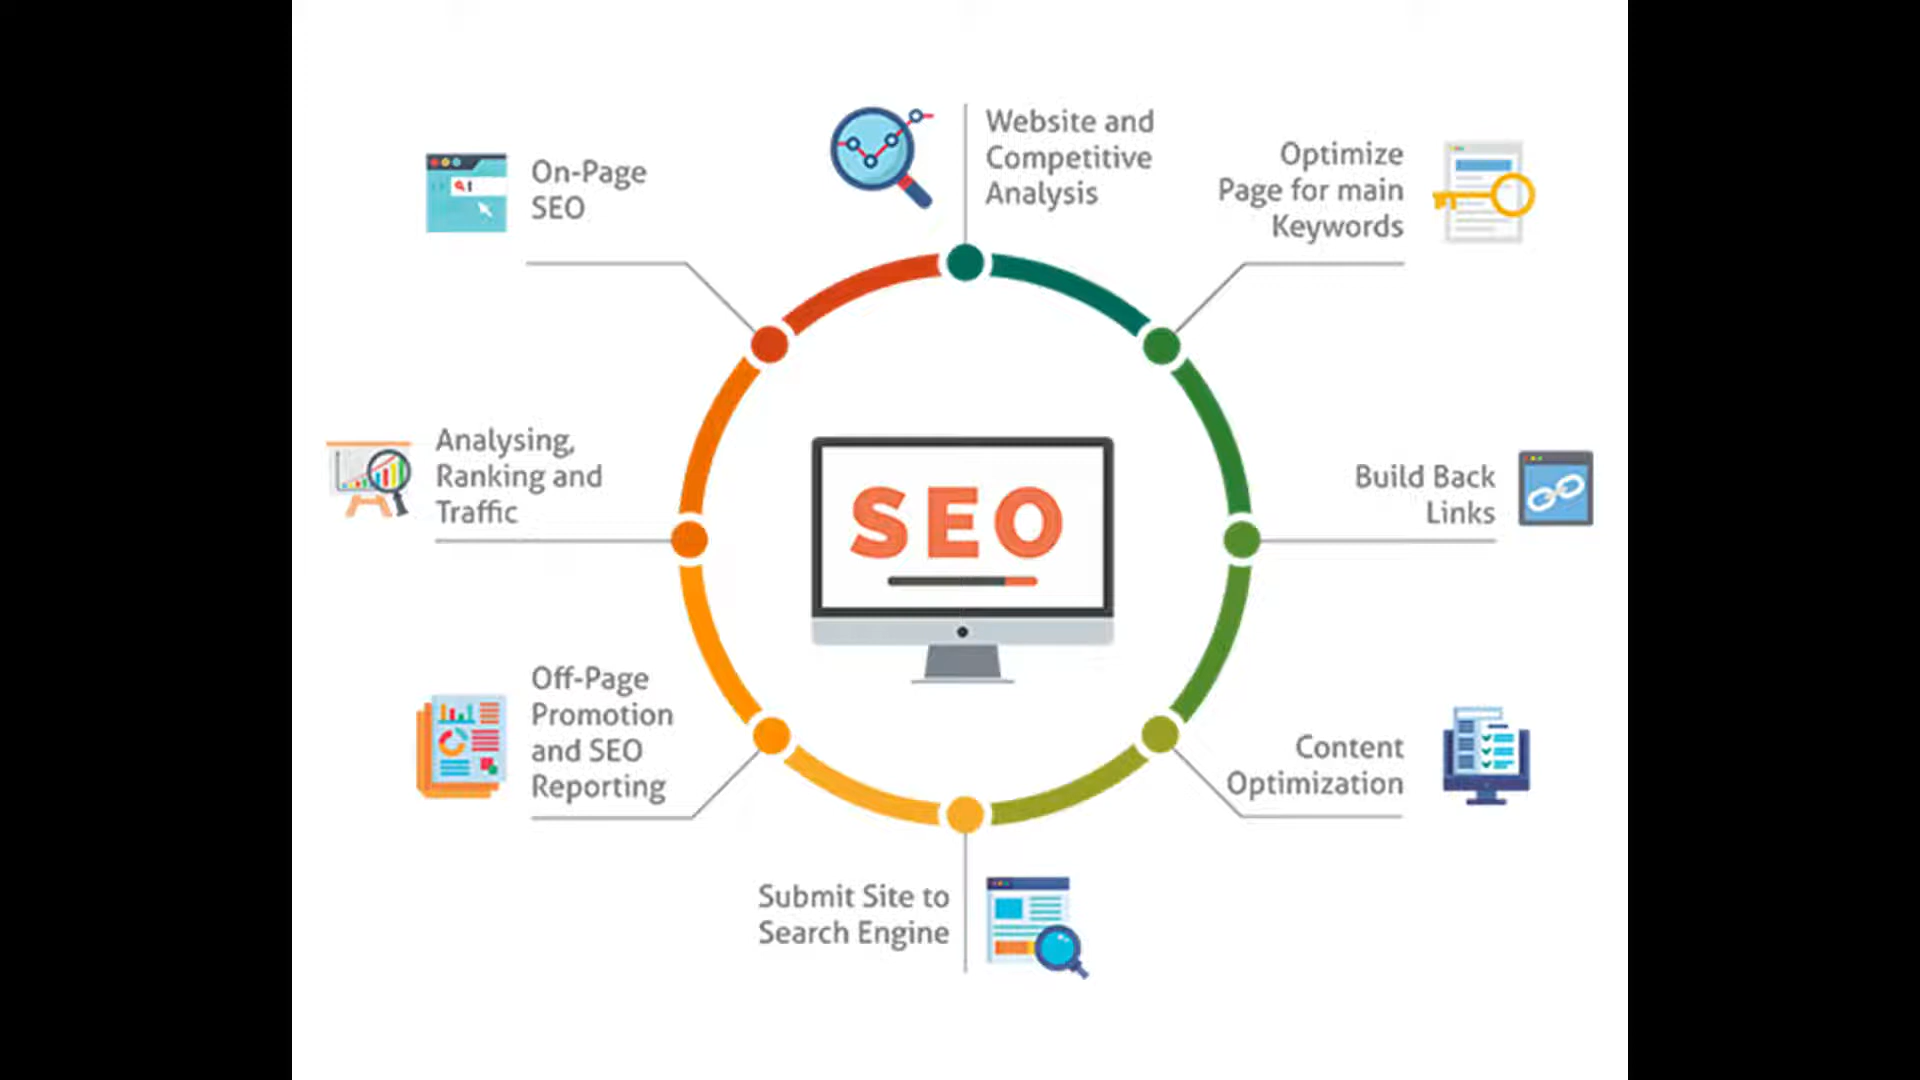 Website and
Competitive
Analysis
Optimize
Page for main
Keywords
On-Page
SEO
Analysing,
Ranking and
Traffic
Build Back
Links
SEO
Off-Page
Promotion
and SEO
Reporting
Content
Optimization
Submit Site to
Search Engine